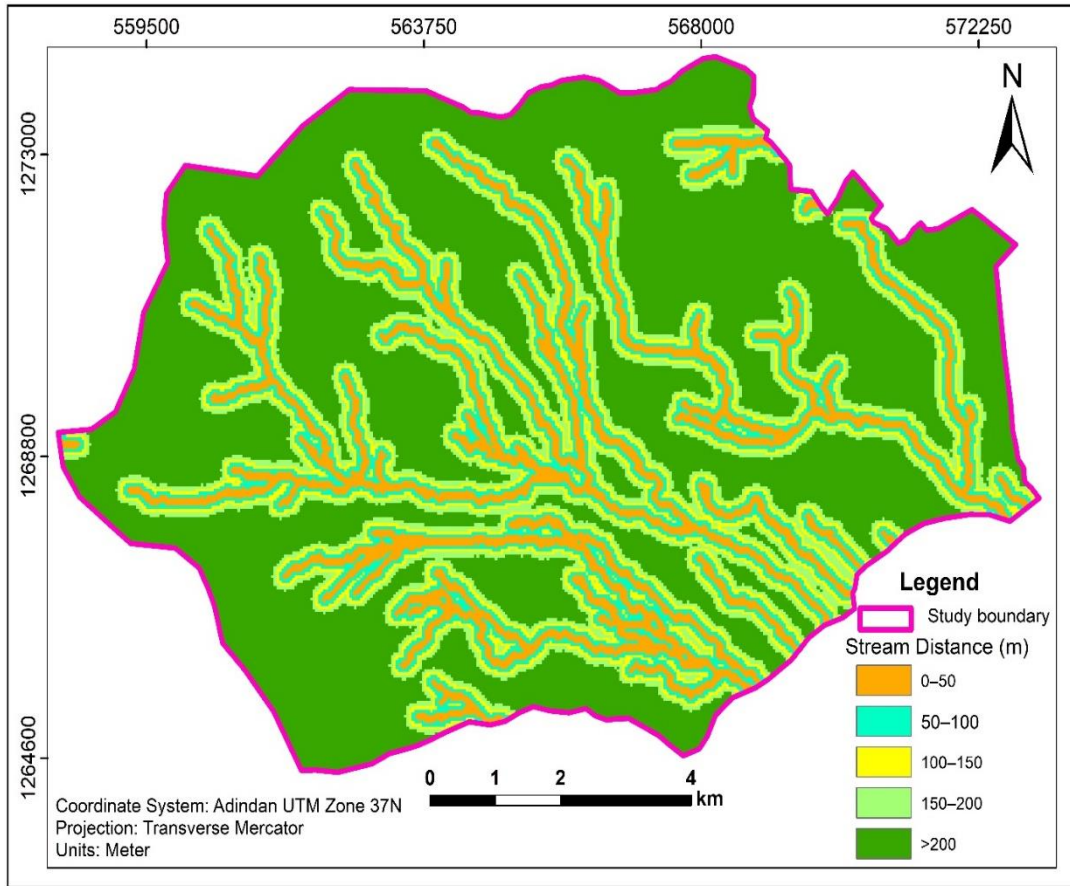 559500 563750 568000 572250
N
1273000
1268800
1264600
Legend
Study boundary
Stream Distance (m)
0–50
50–100
100–150
150–200
>200
0 1 2 4
km
Coordinate System: Adindan UTM Zone 37N
Projection: Transverse Mercator
Units: Meter